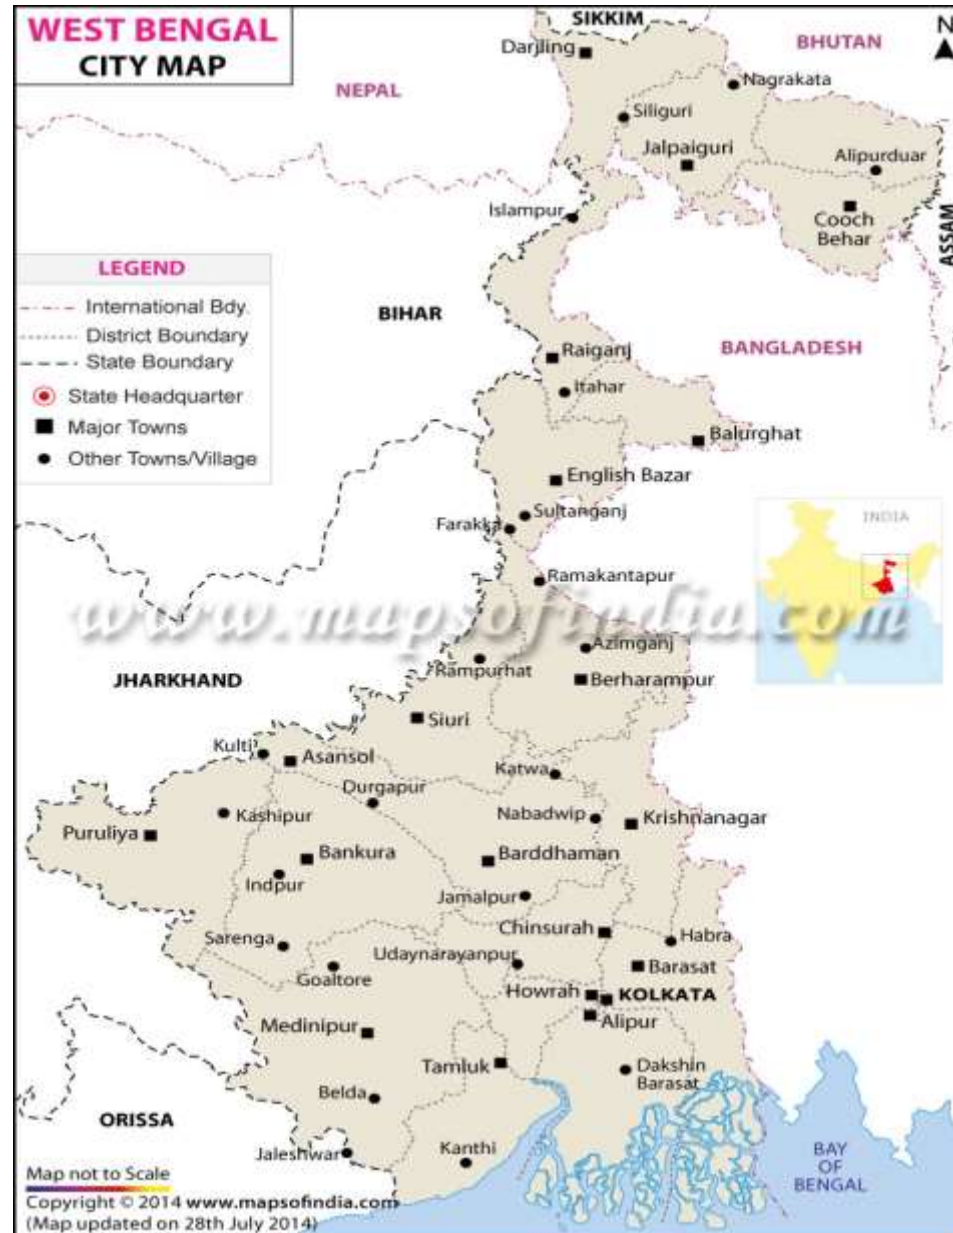 WEST BENGAL
CITY MAP
SIKKIM
N
Darjling
BHUTAN
NEPAL
Nagrakata
Siliguri
Jalpaiguri
Alipurduar
Islampur
Cooch
Behar
ASSAM
LEGEND
International Bdy.
District Boundary
State Boundary
State Headquarter
Major Towns
Other Towns/Village
BIHAR
Raiganj
BANGLADESH
Itahar
Balurghat
English Bazar
Sultanganj
Farakka
INDIA
Ramakantapur
www.mapsofindia.com
Azimganj
Rampurhat
Berharampur
JHARKHAND
Siuri
Kulti
Asansol
Katwa
Durgapur
Kashipur
Nabadwip
Krishnanagar
Puruliya
Bankura
Barddhaman
Indpur
Jamalpur
Chinsurah
Habra
Sarenga
Udaynarayanpur
Goaltore
Barasat
Howrah
KOLKATA
Medinipur
Alipur
Tamluk
Dakshin
Barasat
Belda
ORISSA
Jaleshwar
Kanthi
BAY
OF
BENGAL
Map not to Scale
Copyright © 2014 www.mapsofindia.com
(Map updated on 28th July 2014)